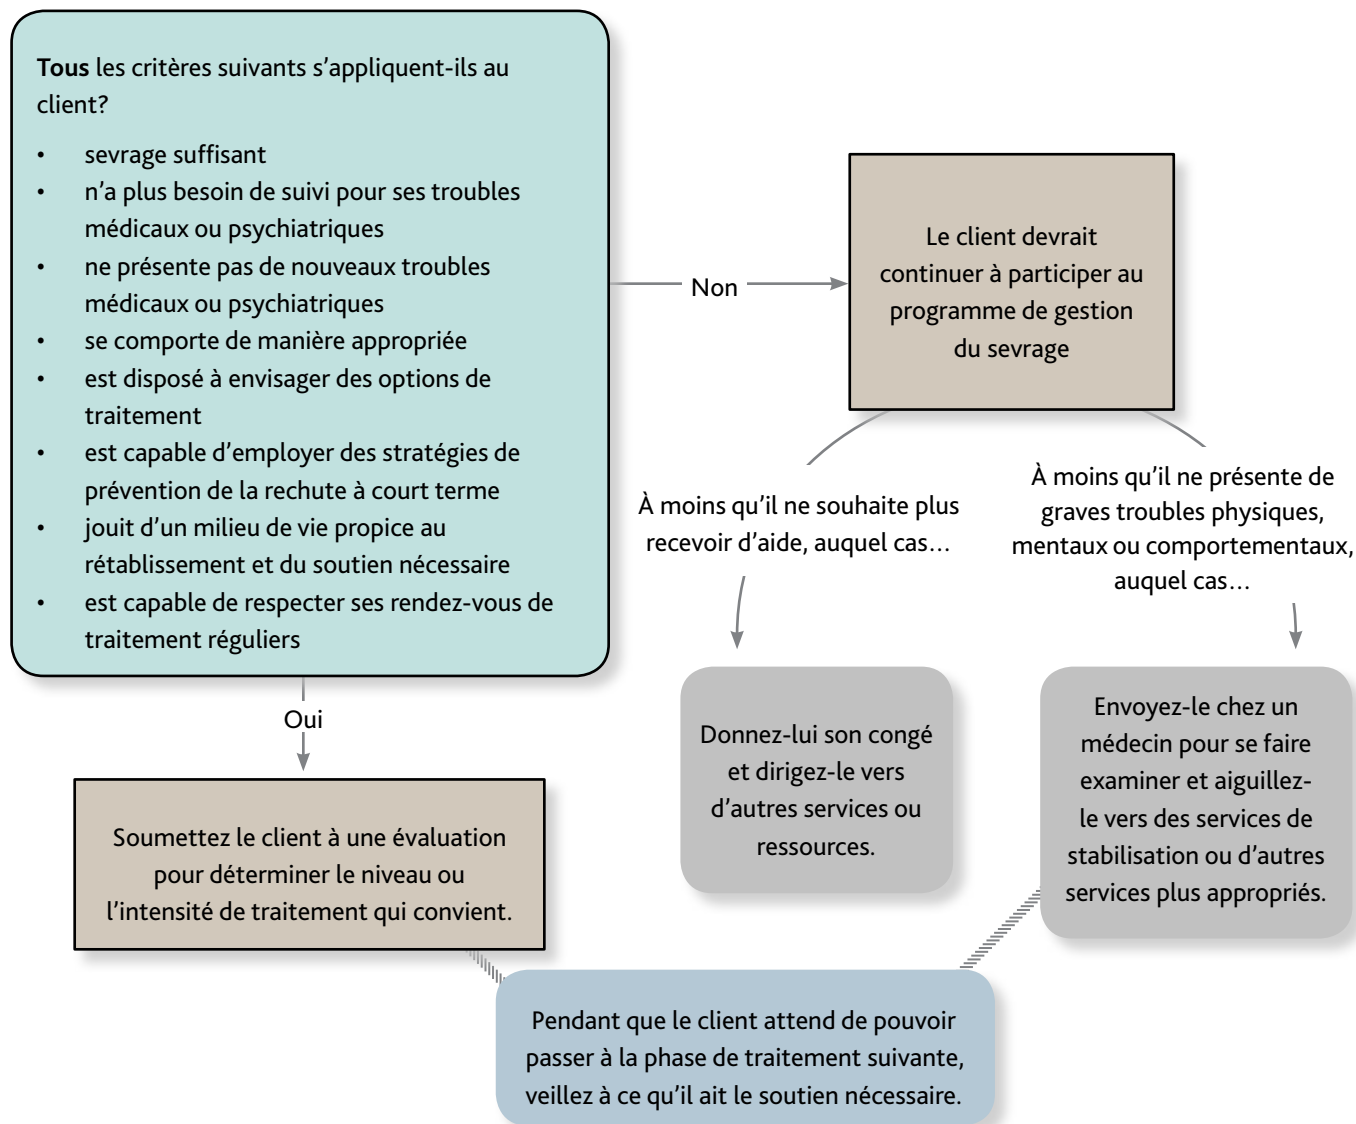 Tous les critères suivants s'appliquent-ils au
client?
• sevrage suffisant
• n'a plus besoin de suivi pour ses troubles
médicaux ou psychiatriques
• ne présente pas de nouveaux troubles
médicaux ou psychiatriques
• se comporte de manière appropriée
• est disposé à envisager des options de
traitement
• est capable d'employer des stratégies de
prévention de la rechute à court terme
• jouit d'un milieu de vie propice au
rétablissement et du soutien nécessaire
• est capable de respecter ses rendez-vous de
traitement réguliers
Non
Le client devrait
continuer à participer au
programme de gestion
du sevrage
À moins qu'il ne souhaite plus
recevoir d'aide, auquel cas…
À moins qu'il ne présente de
graves troubles physiques,
mentaux ou comportementaux,
auquel cas…
Donnez-lui son congé
et dirigez-le vers
d'autres services ou
ressources.
Envoyez-le chez un
médecin pour se faire
examiner et aiguillez-
le vers des services de
stabilisation ou d'autres
services plus appropriés.
Oui
Soumettez le client à une évaluation
pour déterminer le niveau ou
l'intensité de traitement qui convient.
Pendant que le client attend de pouvoir
passer à la phase de traitement suivante,
veillez à ce qu'il ait le soutien nécessaire.